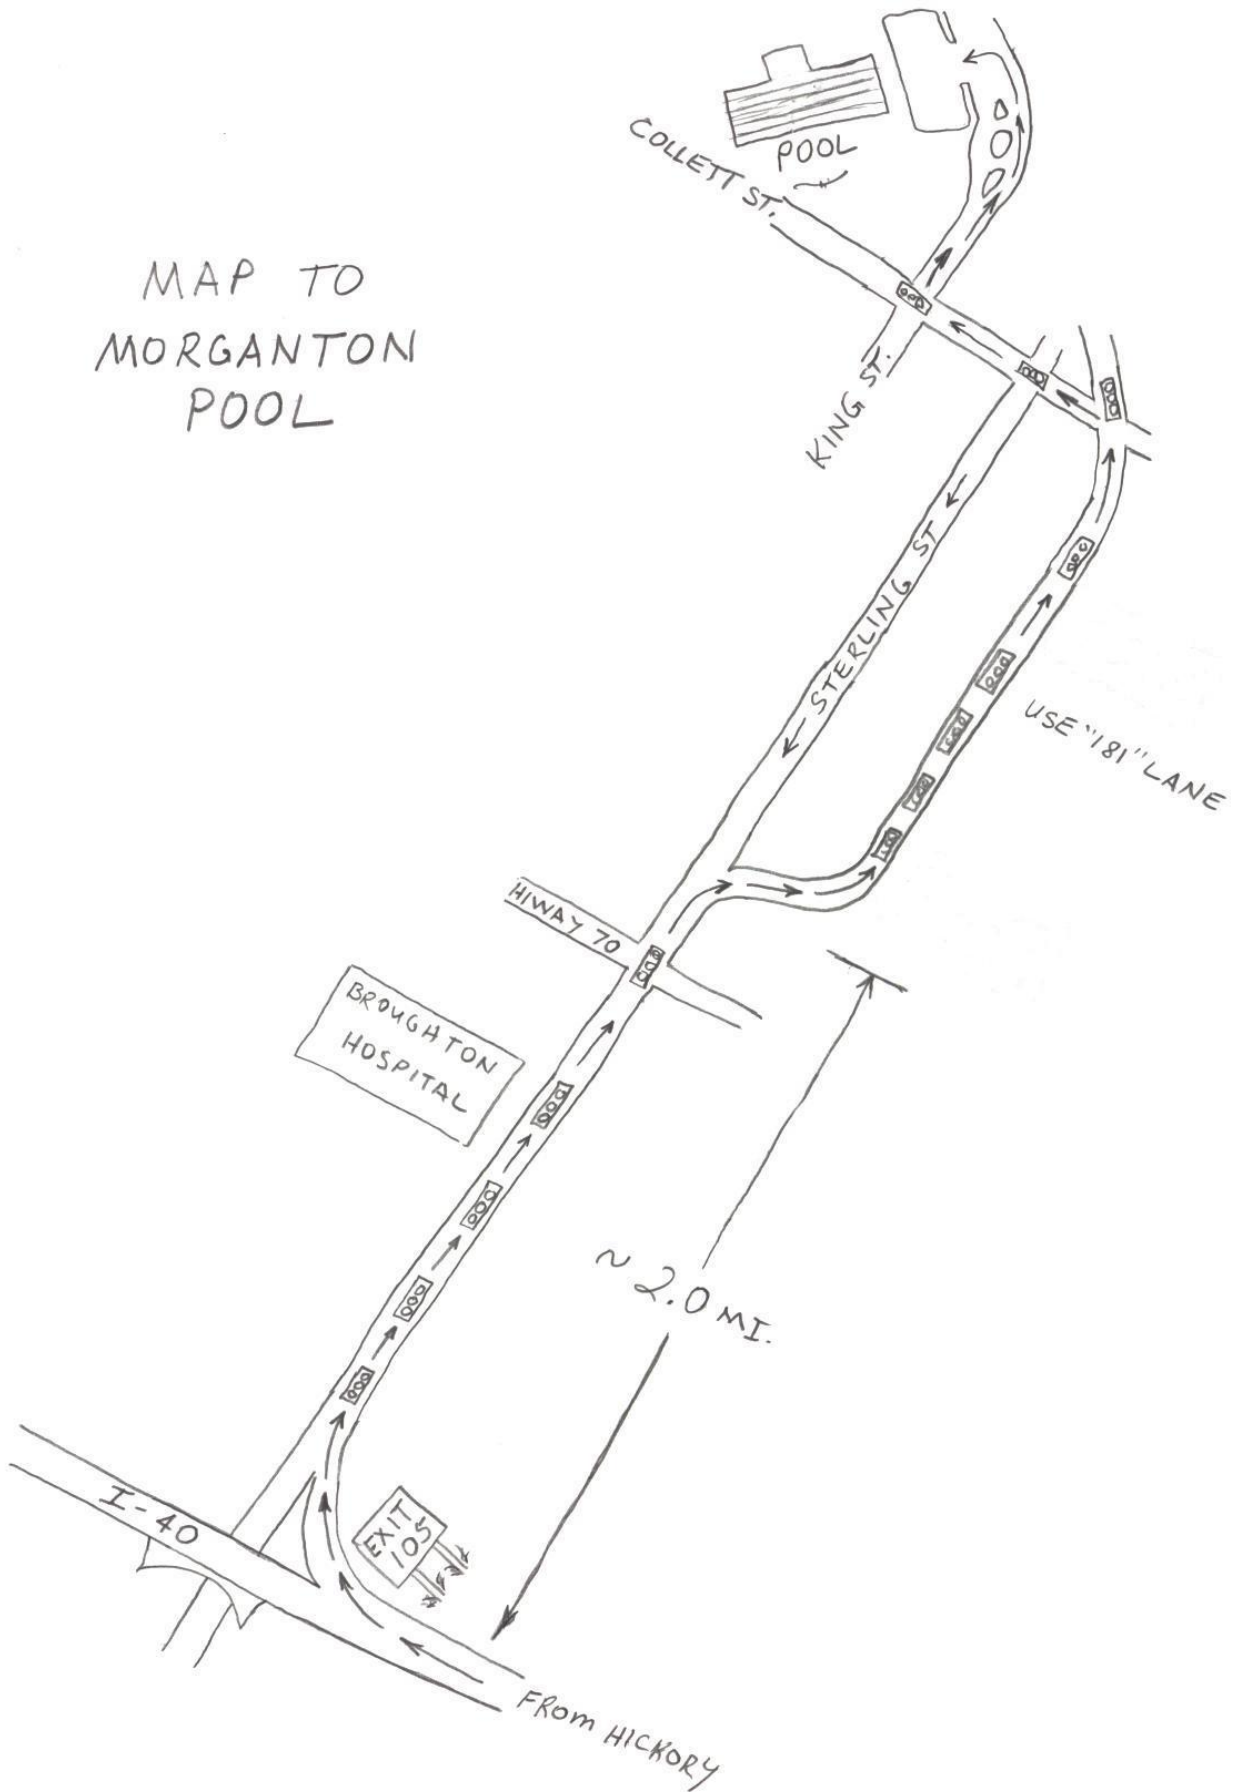 MAP TO
MORGANTON
POOL
POOL
COLLETT ST.
KING ST.
STERLING ST
USE "181" LANE
HIWAY 70
BROUGHTON
HOSPITAL
~ 2.0 MI.
I-40
EXIT
105
FROM HICKORY